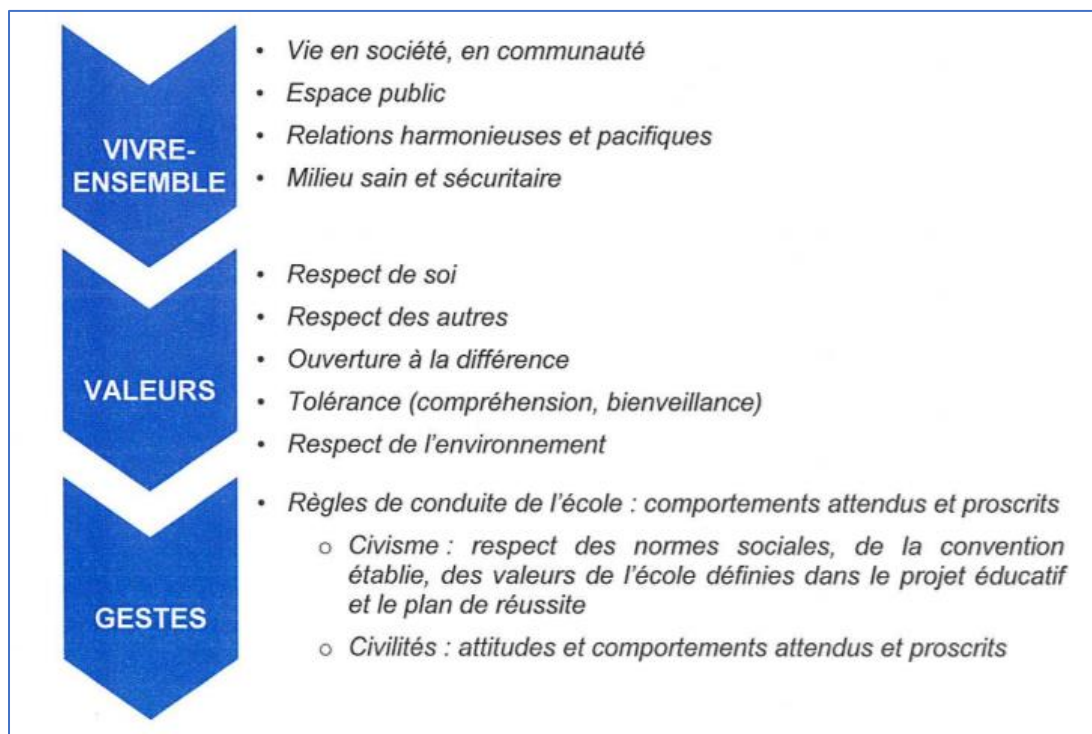 VIVRE-
ENSEMBLE
• Vie en société, en communauté
• Espace public
• Relations harmonieuses et pacifiques
• Milieu sain et sécuritaire
VALEURS
• Respect de soi
• Respect des autres
• Ouverture à la différence
• Tolérance (compréhension, bienveillance)
• Respect de l'environnement
GESTES
• Règles de conduite de l'école : comportements attendus et proscrits
o Civisme : respect des normes sociales, de la convention
établie, des valeurs de l'école définies dans le projet éducatif
et le plan de réussite
o Civilités : attitudes et comportements attendus et proscrits